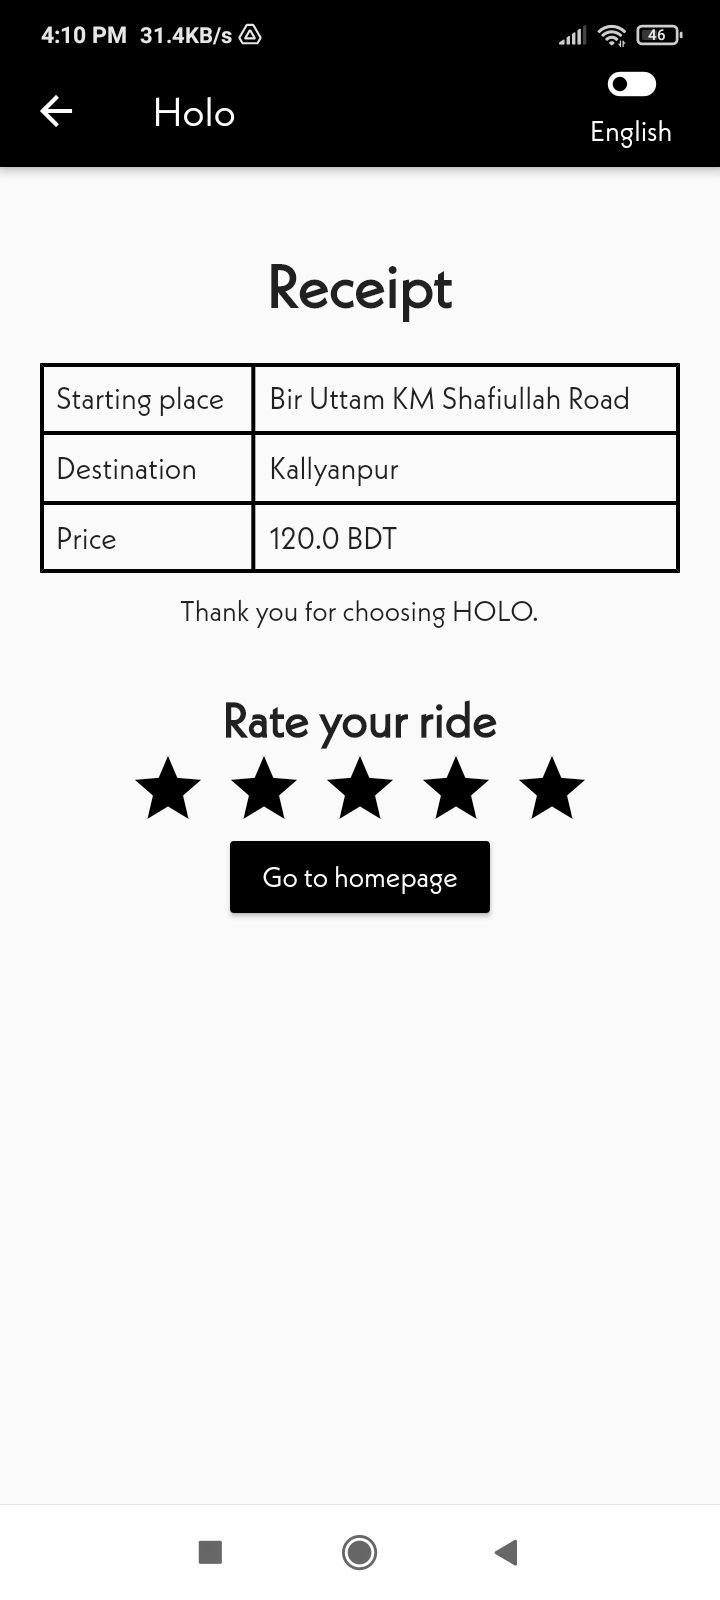 4:10 PM 31.4KB/s 46
Holo
English
Receipt
Starting place Bir Uttam KM Shafiullah Road
Destination Kallyanpur
Price 120.0 BDT
Thank you for choosing HOLO.
Rate your ride
Go to homepage